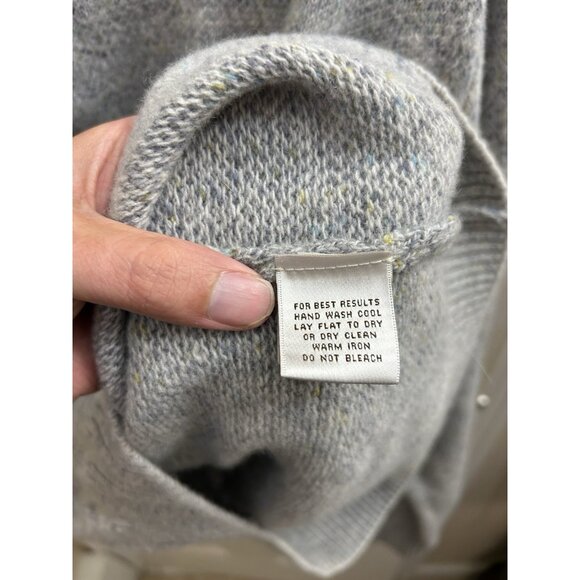 FOR BEST RESULTS
HAND WASH COOL
LAY FLAT TO DRY
OR DRY CLEAN
WARM IRON
DO NOT BLEACH